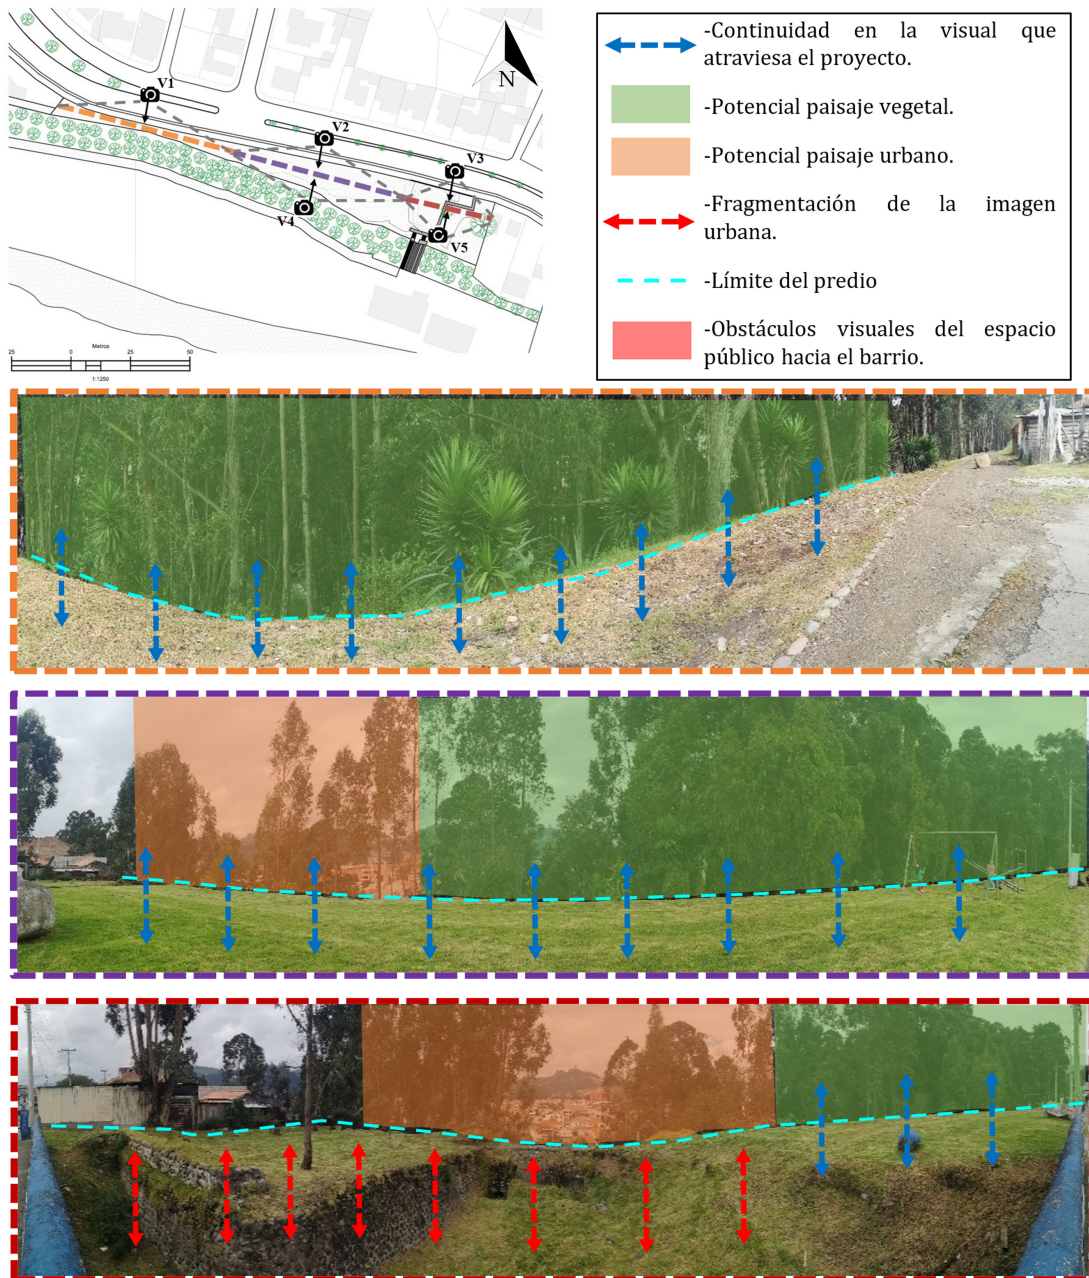 V1
V2
V3
V4
V5
N
Metros
25 0 25 50
1:1250
-Continuidad en la visual que
atraviesa el proyecto.
-Potencial paisaje vegetal.
-Potencial paisaje urbano.
-Fragmentación de la imagen
urbana.
-Límite del predio
-Obstáculos visuales del espacio
público hacia el barrio.